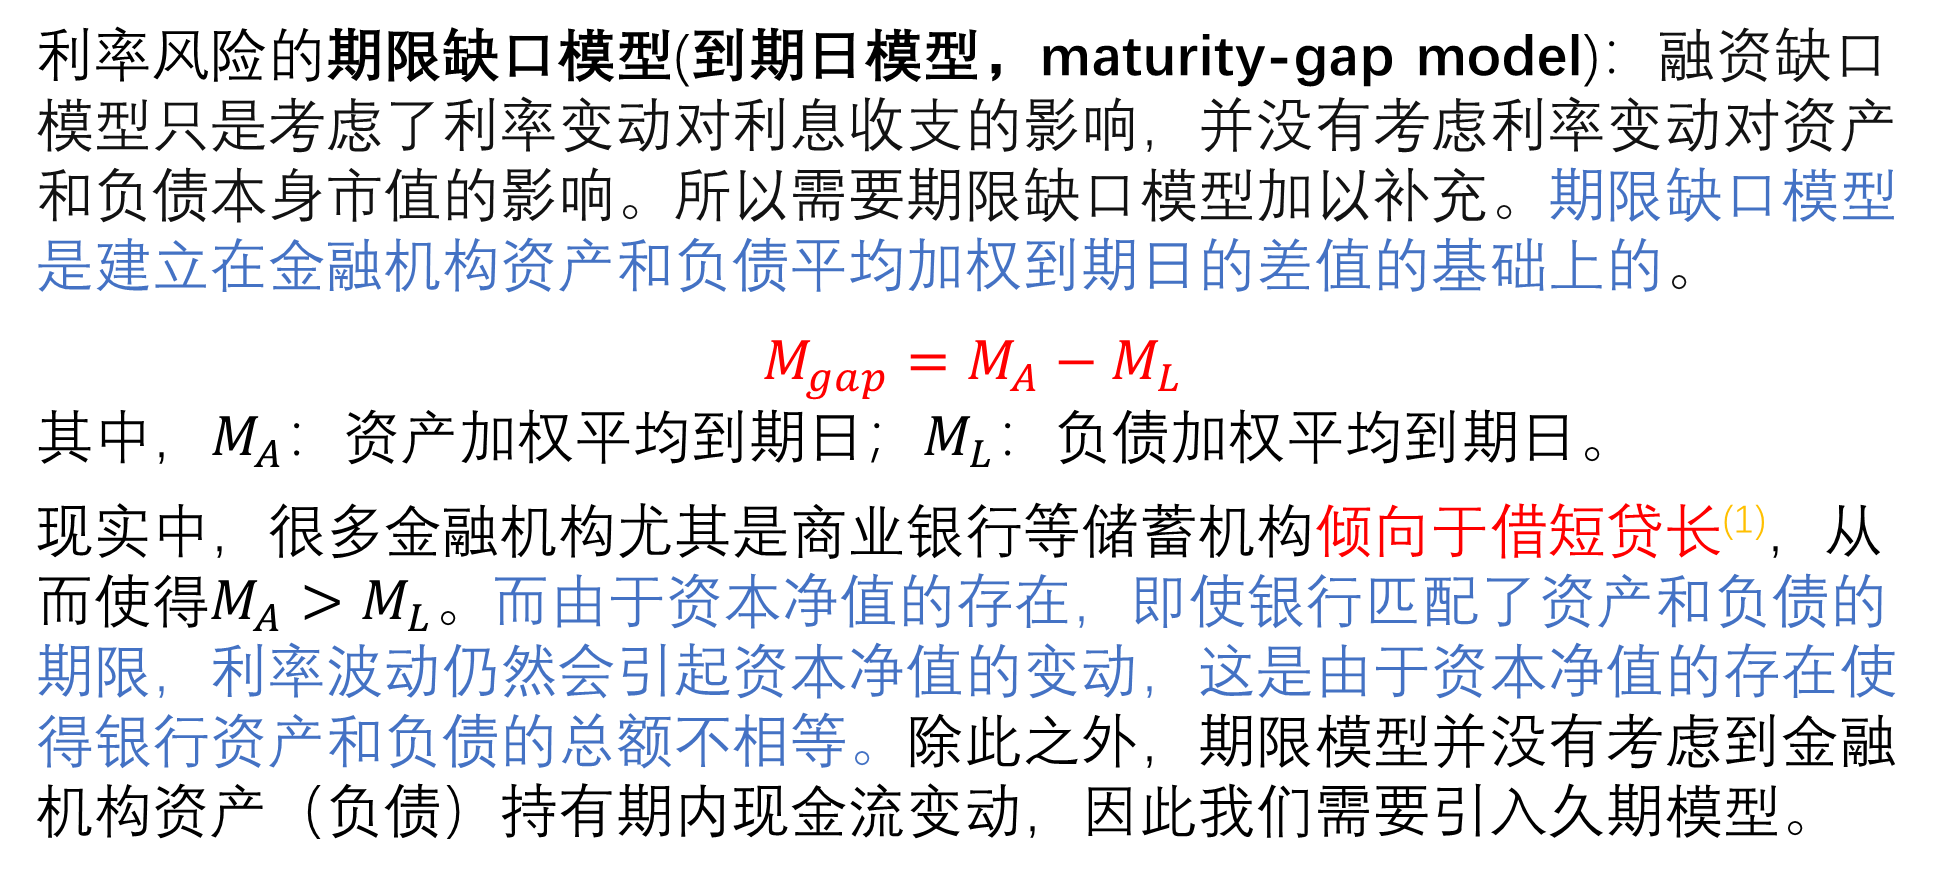 利率风险的期限缺口模型(到期日模型，maturity-gap model)：融资缺口
模型只是考虑了利率变动对利息收支的影响，并没有考虑利率变动对资产
和负债本身市值的影响。所以需要期限缺口模型加以补充。期限缺口模型
是建立在金融机构资产和负债平均加权到期日的差值的基础上的。
$M_{gap} = M_A - M_L$
其中，$M_A$：资产加权平均到期日；$M_L$：负债加权平均到期日。
现实中，很多金融机构尤其是商业银行等储蓄机构倾向于借短贷长⁽¹⁾，从
而使得$M_A > M_L$。而由于资本净值的存在，即使银行匹配了资产和负债的
期限，利率波动仍然会引起资本净值的变动，这是由于资本净值的存在使
得银行资产和负债的总额不相等。除此之外，期限模型并没有考虑到金融
机构资产（负债）持有期内现金流变动，因此我们需要引入久期模型。